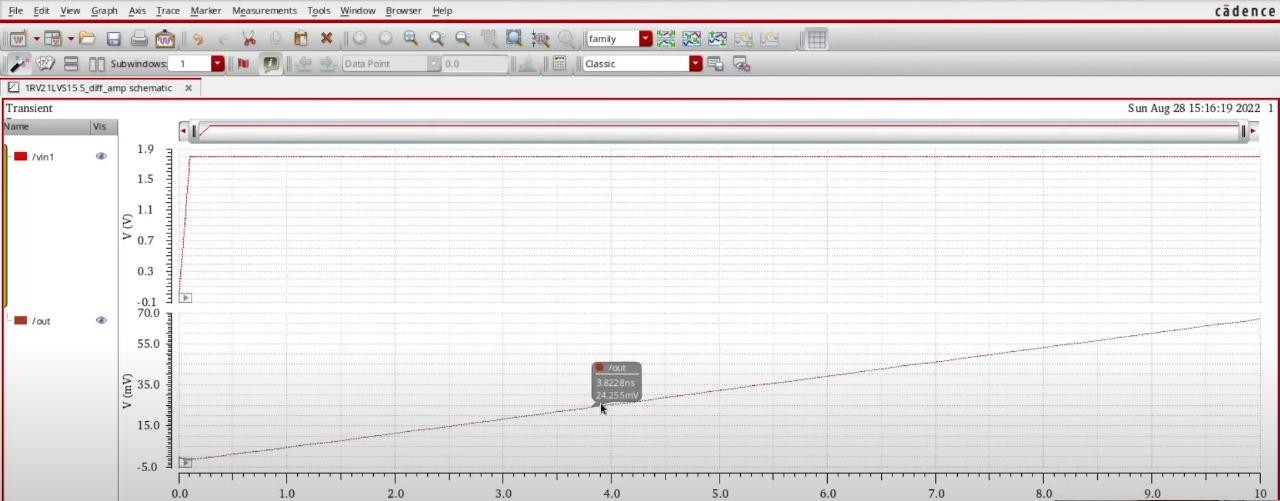 File Edit View Graph Axis Trace Marker Measurements Tools Window Browser Help cādence
family
Subwindows: 1 Data Point 0.0 Classic
1RV21LVS15 5_diff_amp schematic
Transient Sun Aug 28 15:16:19 2022 1
Name Vis
/vin1
1.9
1.5
1.1
0.7
0.3
-0.1
V (V)
/out
70.0
55.0
35.0
15.0
-5.0
V (mV)
/out
3.8228ns
24.255mV
0.0 1.0 2.0 3.0 4.0 5.0 6.0 7.0 8.0 9.0 10